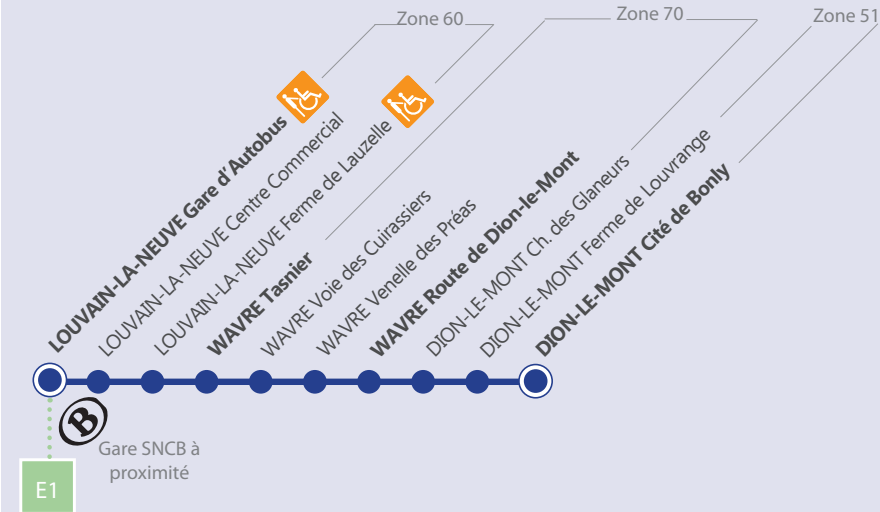 Zone 60
Zone 70
Zone 51
LOUVAIN-LA-NEUVE Gare d'Autobus
LOUVAIN-LA-NEUVE Centre Commercial
LOUVAIN-LA-NEUVE Ferme de Lauzelle
WAVRE Tasnier
WAVRE Voie des Cuirassiers
WAVRE Venelle des Préas
WAVRE Route de Dion-le-Mont
DION-LE-MONT Ch. des Glaneurs
DION-LE-MONT Ferme de Louvrange
DION-LE-MONT Cité de Bonly
B
Gare SNCB à
proximité
E1